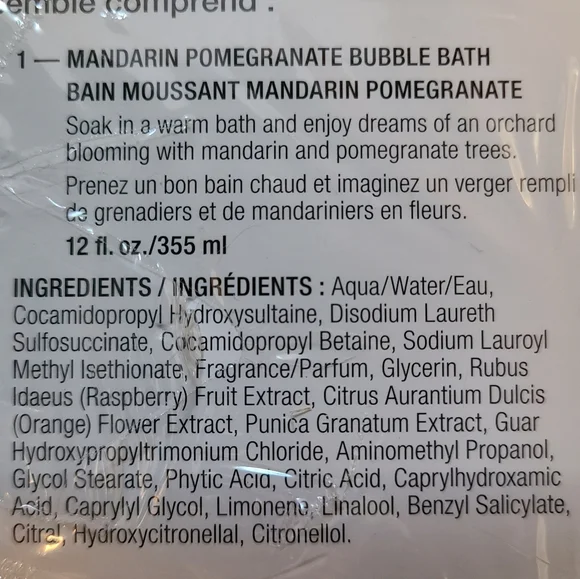 emble comprend :
1 — MANDARIN POMEGRANATE BUBBLE BATH
BAIN MOUSSANT MANDARIN POMEGRANATE
Soak in a warm bath and enjoy dreams of an orchard
blooming with mandarin and pomegranate trees.
Prenez un bon bain chaud et imaginez un verger rempli
de grenadiers et de mandariniers en fleurs.
12 fl. oz./355 ml
INGREDIENTS / INGRÉDIENTS : Aqua/Water/Eau,
Cocamidopropyl Hydroxysultaine, Disodium Laureth
Sulfosuccinate, Cocamidopropyl Betaine, Sodium Lauroyl
Methyl Isethionate, Fragrance/Parfum, Glycerin, Rubus
Idaeus (Raspberry) Fruit Extract, Citrus Aurantium Dulcis
(Orange) Flower Extract, Punica Granatum Extract, Guar
Hydroxypropyltrimonium Chloride, Aminomethyl Propanol,
Glycol Stearate, Phytic Acid, Citric Acid, Caprylhydroxamic
Acid, Caprylyl Glycol, Limonene, Linalool, Benzyl Salicylate,
Citral, Hydroxycitronellal, Citronellol.